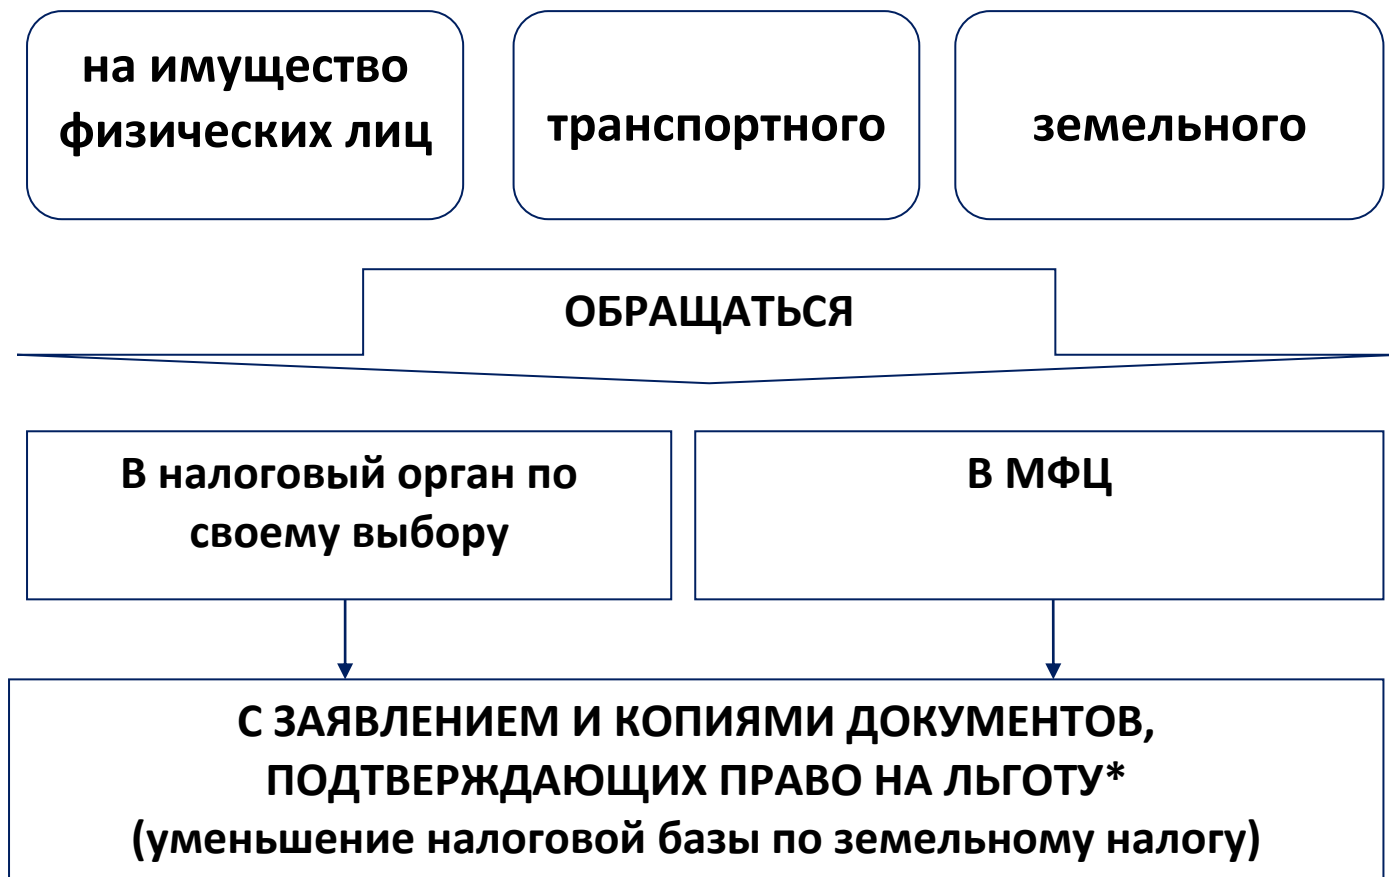 на имущество
физических лиц
транспортного
земельного
ОБРАЩАТЬСЯ
В налоговый орган по
своему выбору
В МФЦ
С ЗАЯВЛЕНИЕМ И КОПИЯМИ ДОКУМЕНТОВ,
ПОДТВЕРЖДАЮЩИХ ПРАВО НА ЛЬГОТУ*
(уменьшение налоговой базы по земельному налогу)